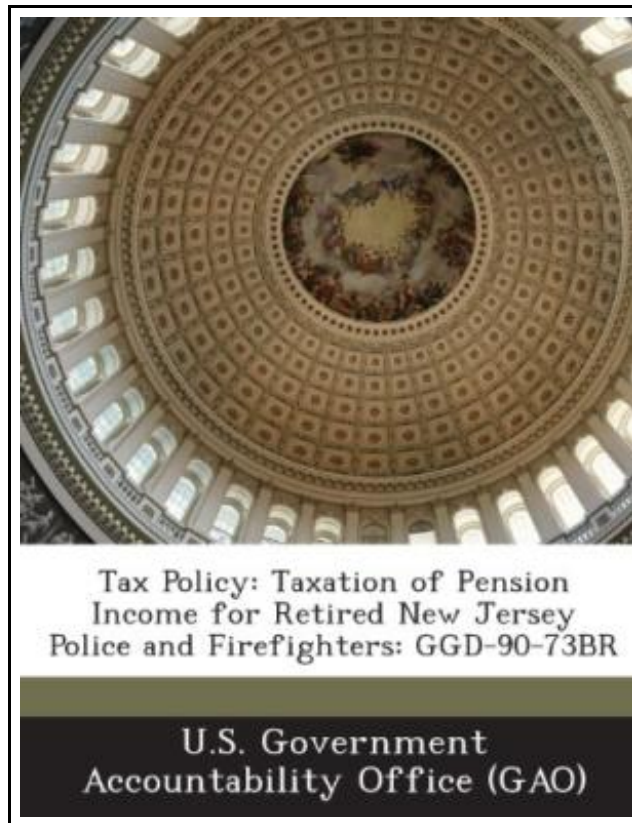 Tax Policy: Taxation of Pension
Income for Retired New Jersey
Police and Firefighters: GGD-90-73BR
U.S. Government
Accountability Office (GAO)